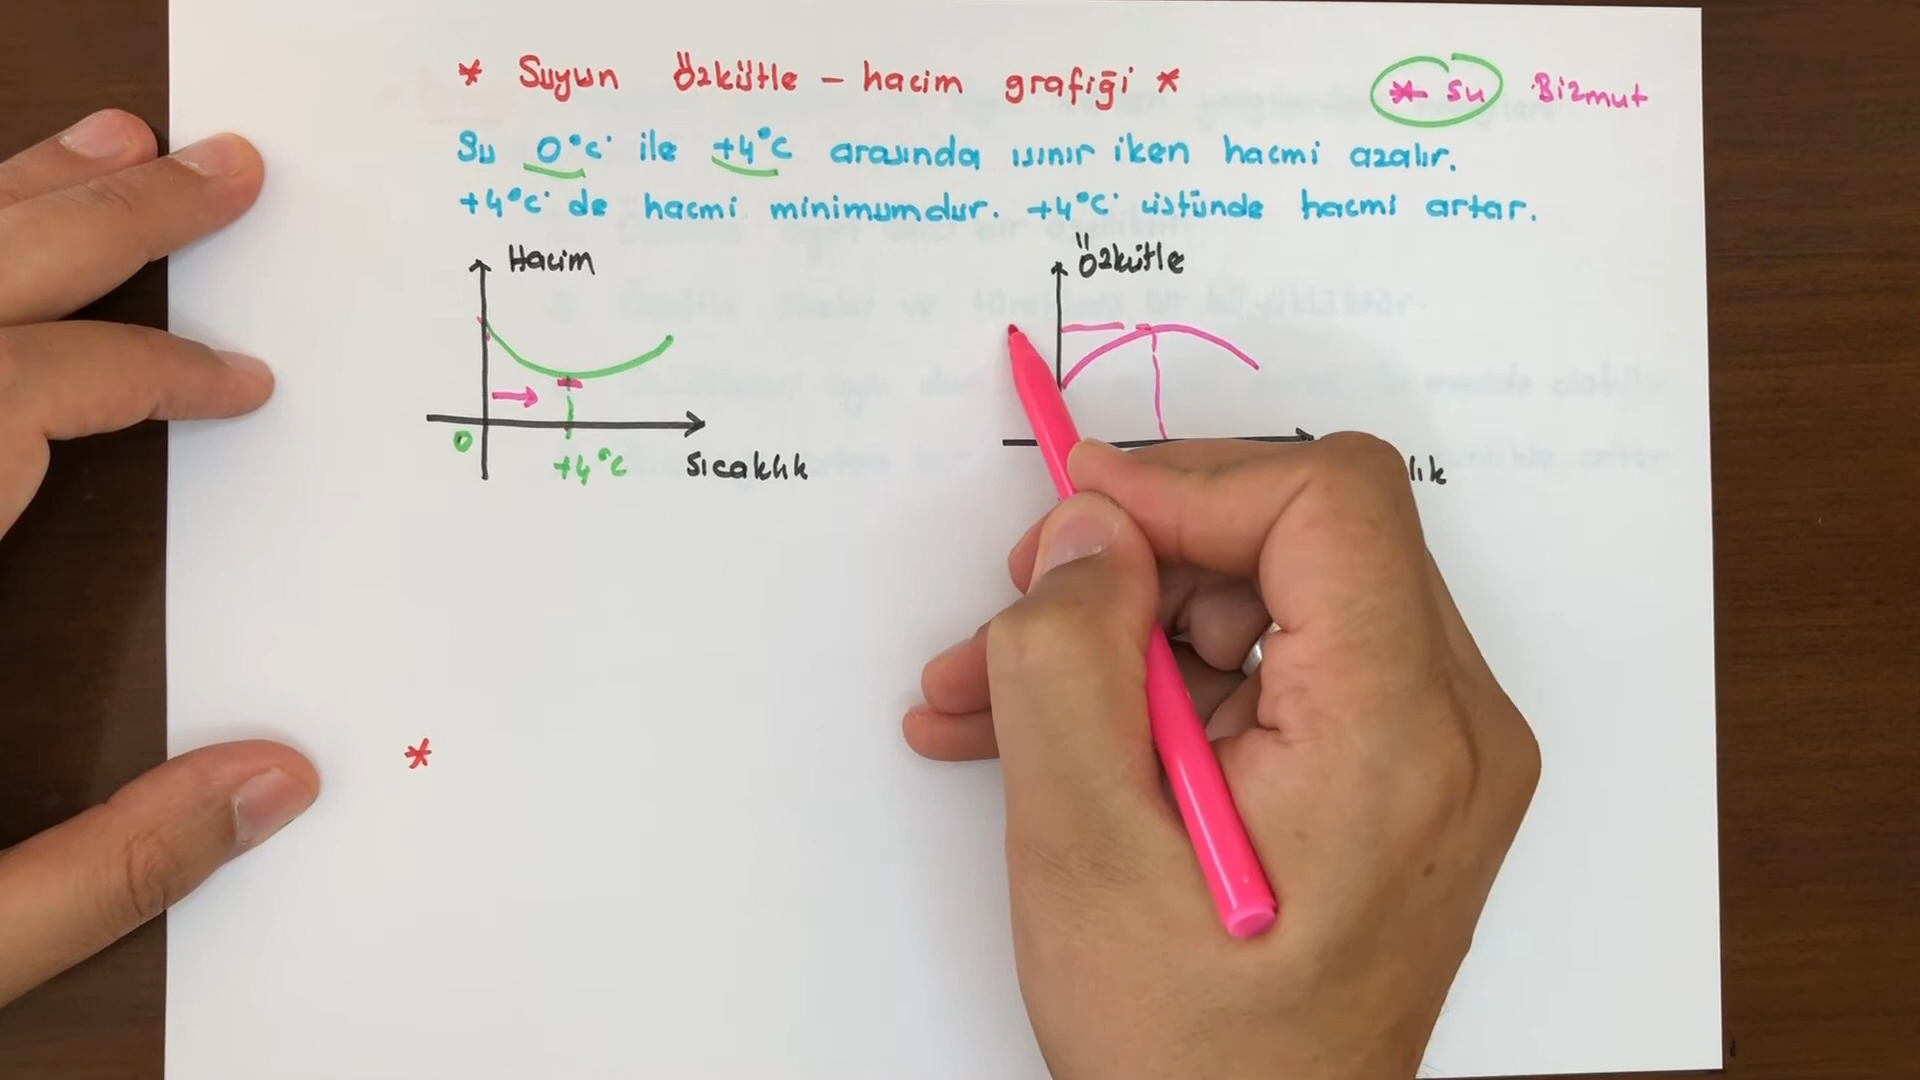 * Suyun Özkütle - hacim grafiği *
* Su Bizmut
Su 0°C ile +4°C arasında ısınır iken hacmi azalır.
+4°C de hacmi minimumdur. +4°C üstünde hacmi artar.
Hacim
Özkütle
0
+4°C
Sıcaklık
lık
*